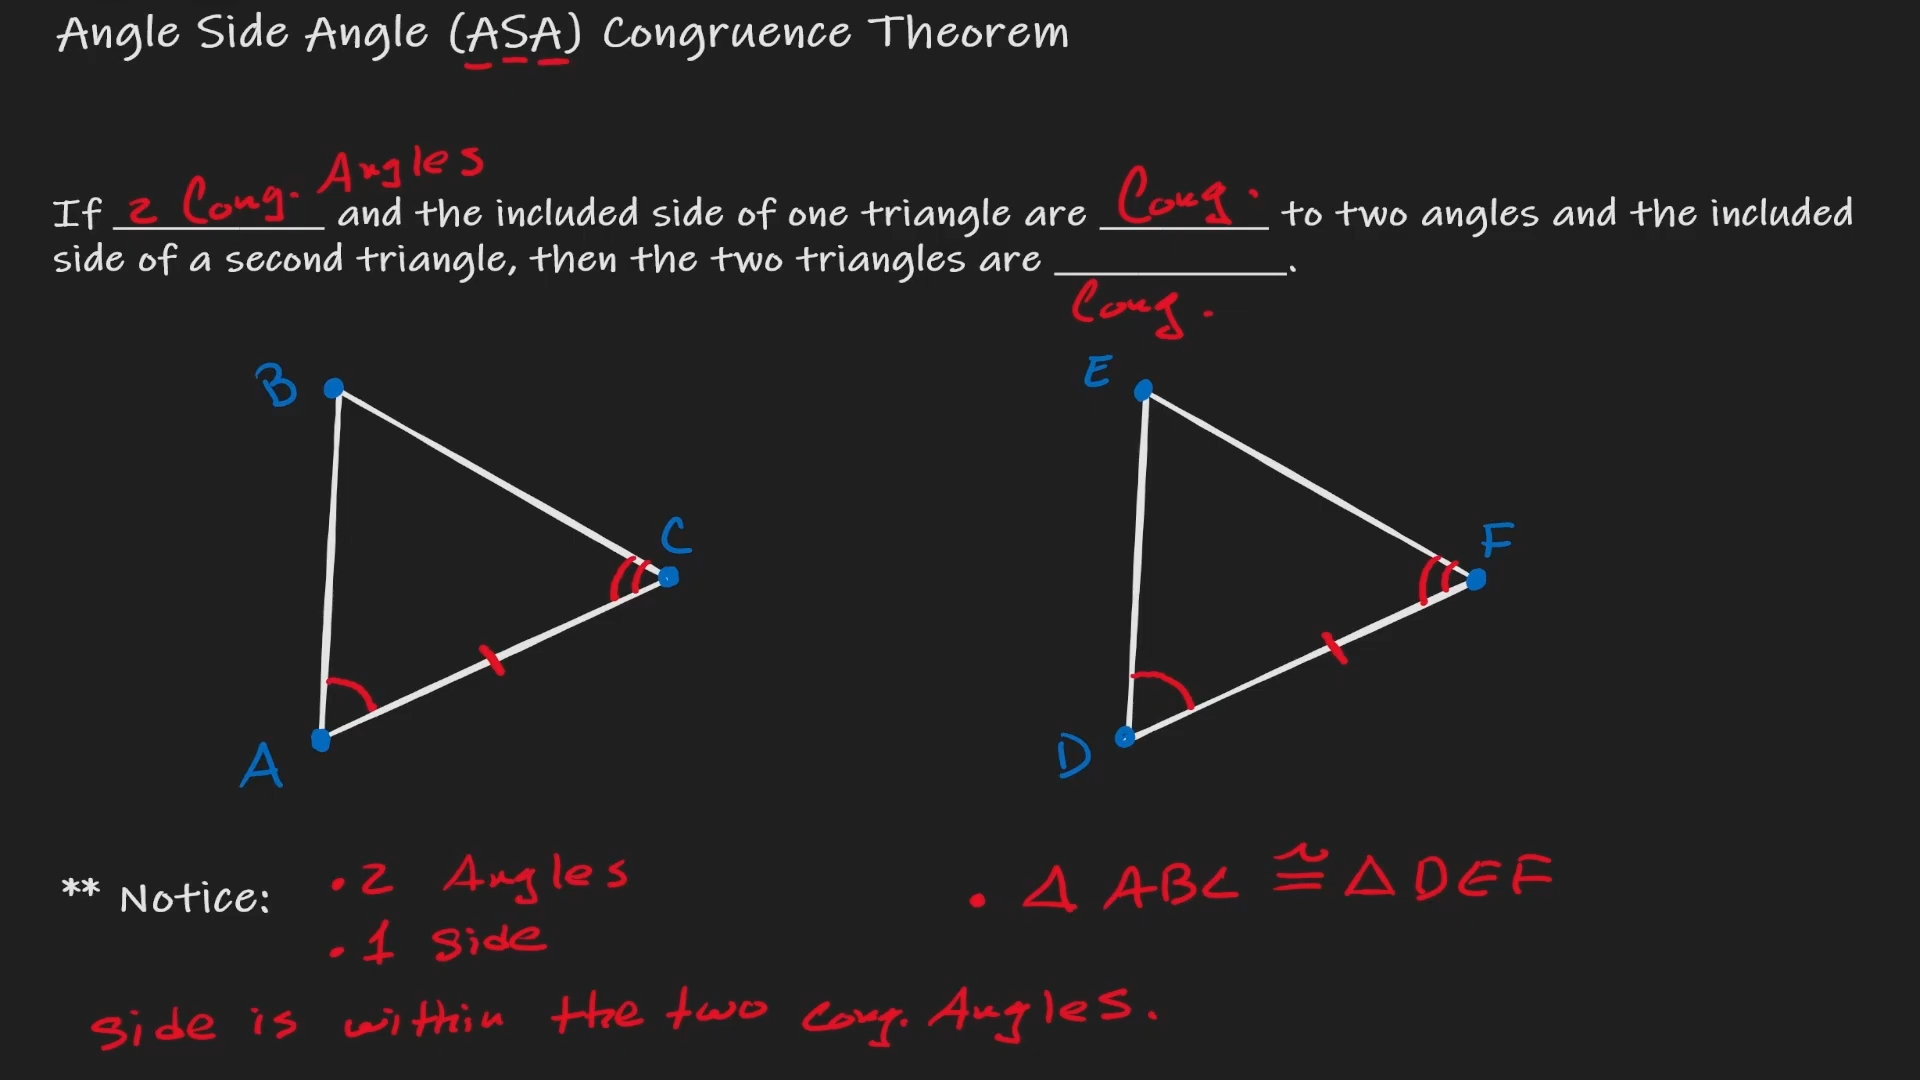 Angle Side Angle (ASA) Congruence Theorem
If 2 Cong. Angles and the included side of one triangle are Cong. to two angles and the included
side of a second triangle, then the two triangles are ____________.
Cong.
B
E
C
F
A
D
** Notice: • 2 Angles
• 1 side
• △ ABC ≅ △ DEF
side is within the two cong. Angles.